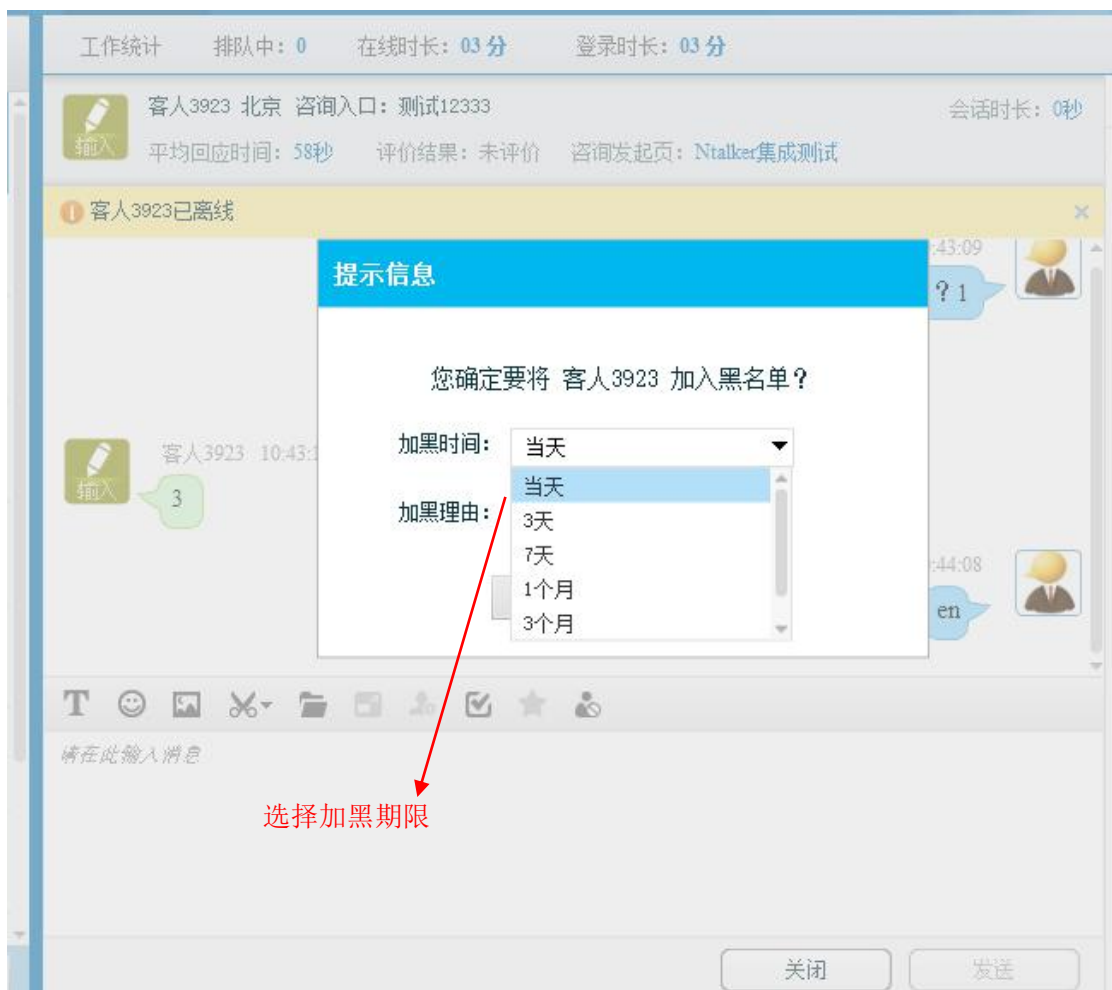 工作统计 排队中：0 在线时长：03 分 登录时长：03 分
客人3923 北京 咨询入口：测试12333 会话时长：0秒
输入 平均回应时间：58秒 评价结果：未评价 咨询发起页：Ntalker集成测试
客人3923已离线
:43:09
提示信息
？1
您确定要将 客人3923 加入黑名单？
加黑时间： 当天
客人3923 10:43:1
输入
3
当天
加黑理由：
3天
7天
:44:08
1个月
en
3个月
T
请在此输入消息
选择加黑期限
关闭 发送